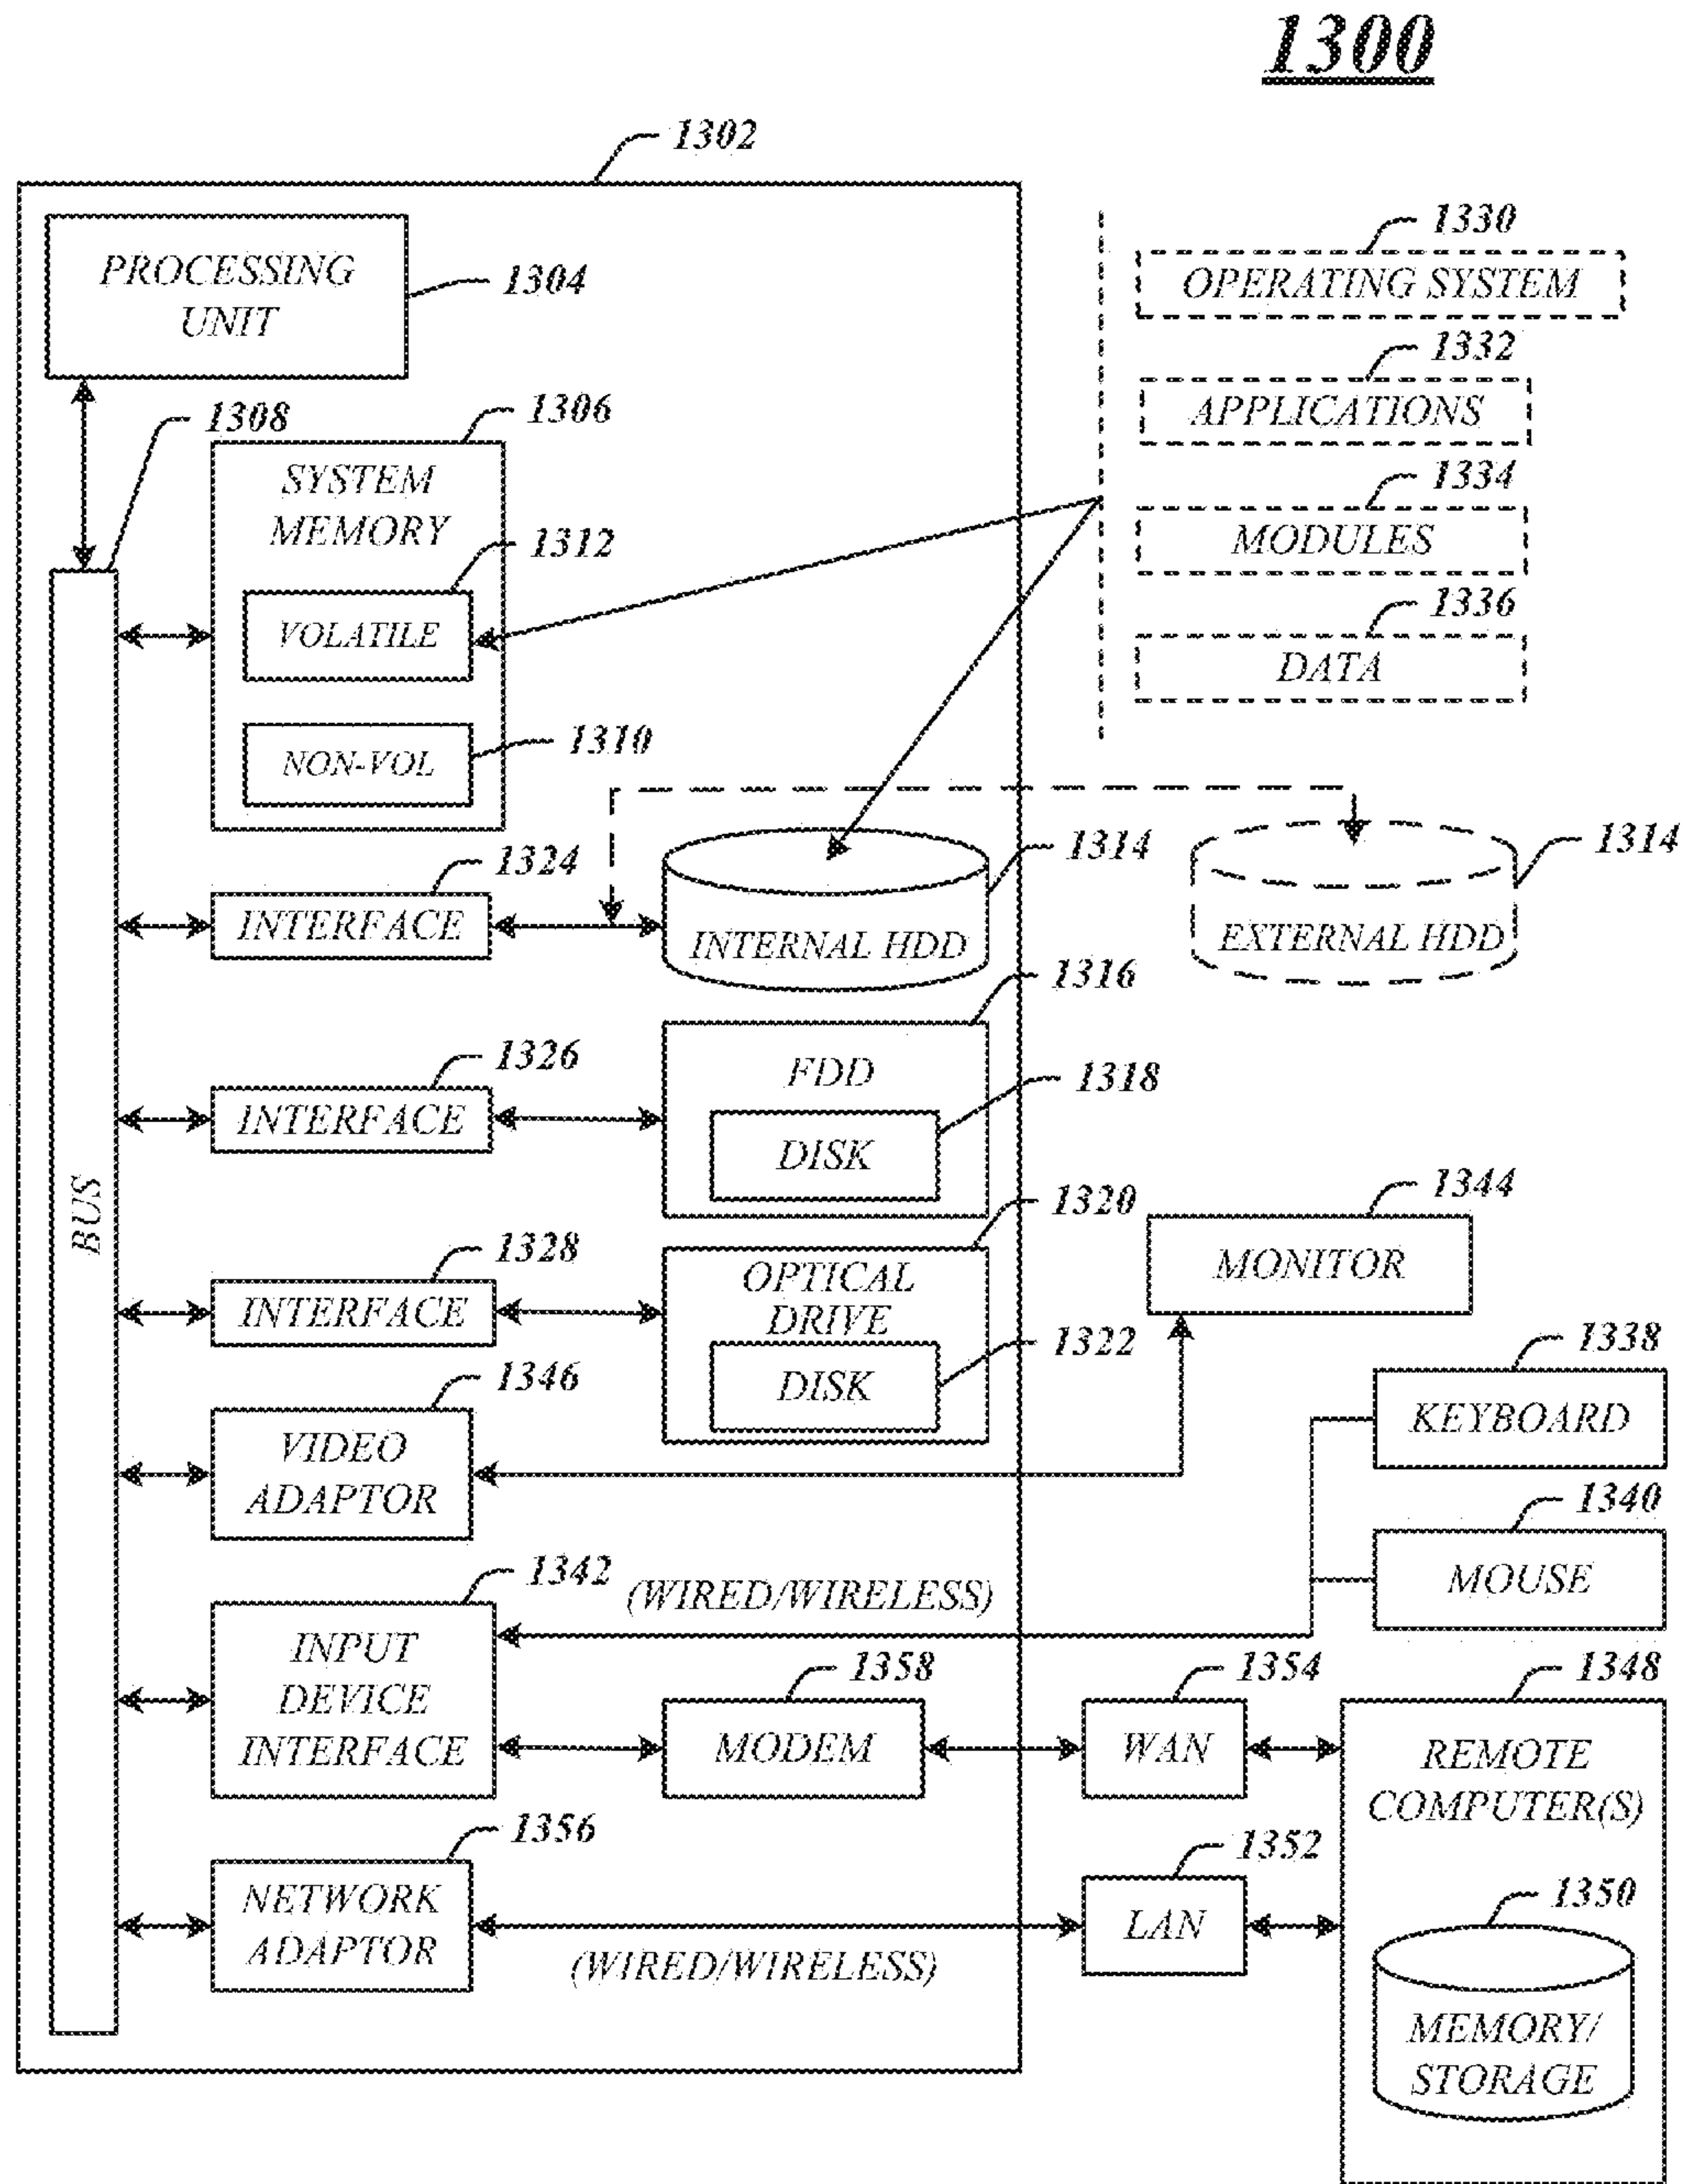 1300
1302
PROCESSING
UNIT
1304
1308
1306
SYSTEM
MEMORY
1312
VOLATILE
1310
NON-VOL
1330
OPERATING SYSTEM
1332
APPLICATIONS
1334
MODULES
1336
DATA
BUS
1324
INTERFACE
1314
INTERNAL HDD
1314
EXTERNAL HDD
1326
INTERFACE
1316
FDD
1318
DISK
1328
INTERFACE
1320
OPTICAL
DRIVE
1322
DISK
1344
MONITOR
1346
VIDEO
ADAPTOR
1338
KEYBOARD
1340
MOUSE
1342
INPUT
DEVICE
INTERFACE
(WIRED/WIRELESS)
1358
MODEM
1354
WAN
1348
REMOTE
COMPUTER(S)
1356
NETWORK
ADAPTOR
(WIRED/WIRELESS)
1352
LAN
1350
MEMORY/
STORAGE